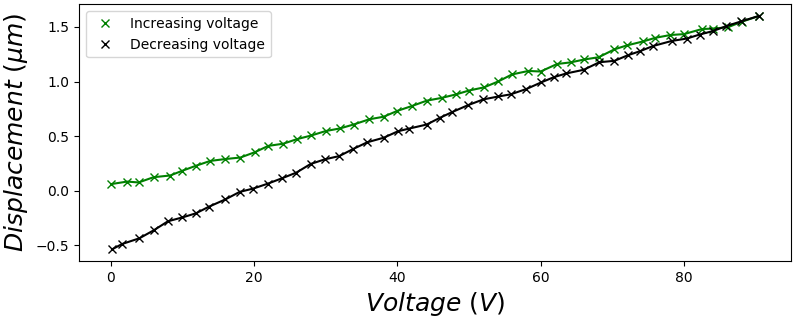 Increasing voltage
Decreasing voltage
Displacement (μm)
1.5
1.0
0.5
0.0
−0.5
0 20 40 60 80
Voltage (V)